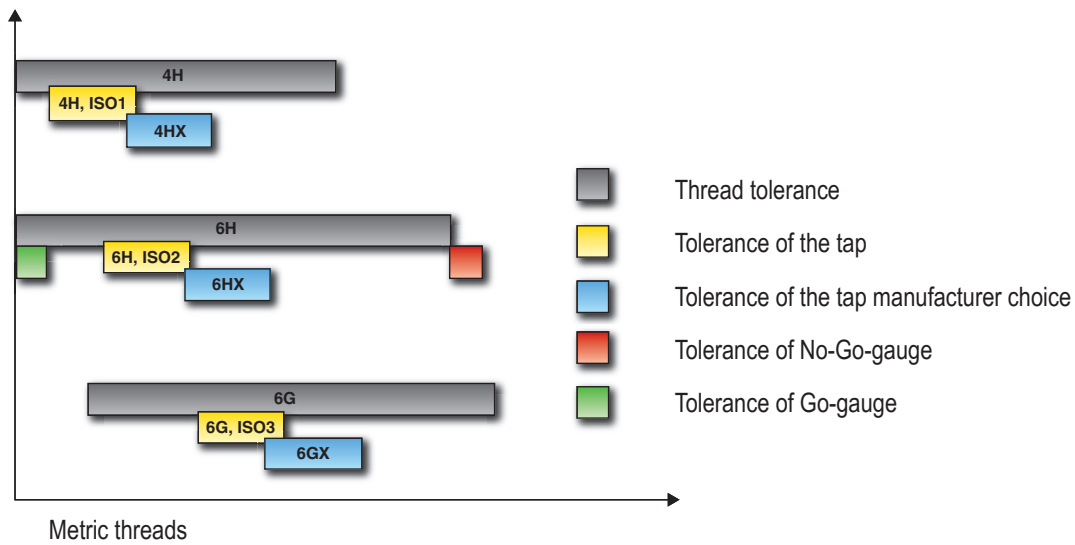 4H
4H, ISO1
4HX
6H
6H, ISO2
6HX
6G
6G, ISO3
6GX
Metric threads
Thread tolerance
Tolerance of the tap
Tolerance of the tap manufacturer choice
Tolerance of No-Go-gauge
Tolerance of Go-gauge